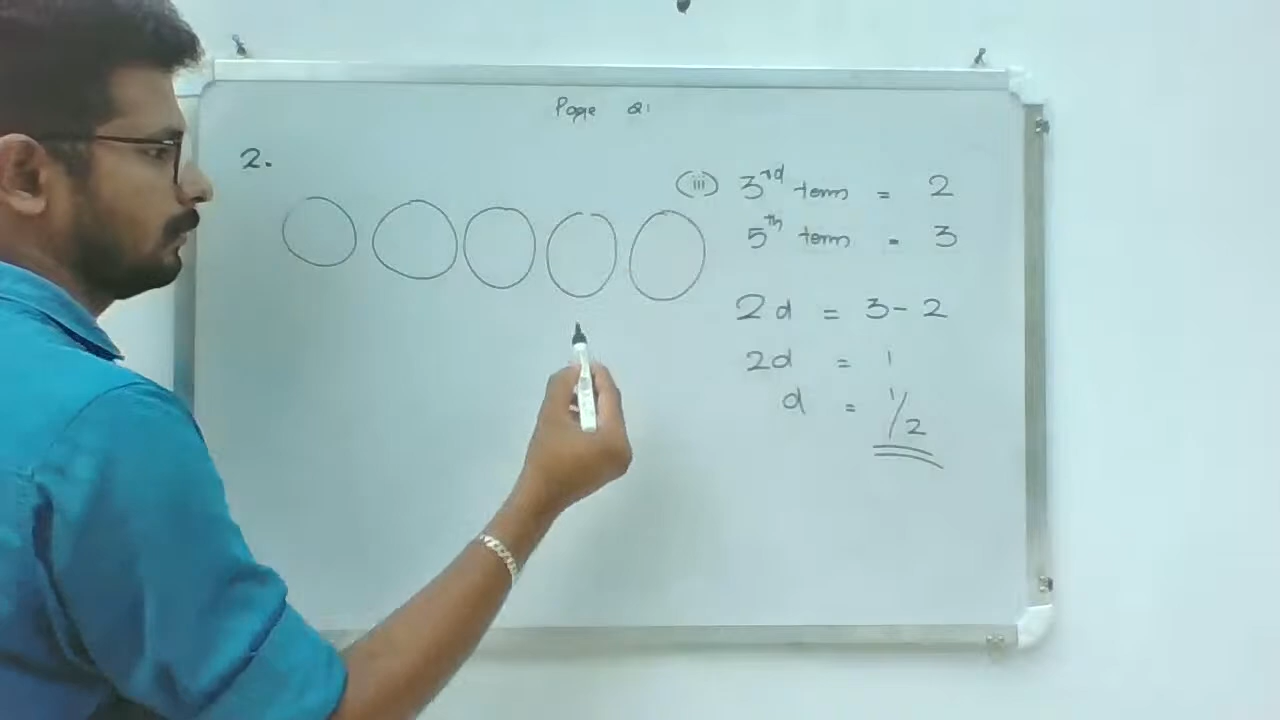 Page 21
2.
(iii) 3rd term = 2
5th term = 3
2d = 3 - 2
2d = 1
d = 1/2